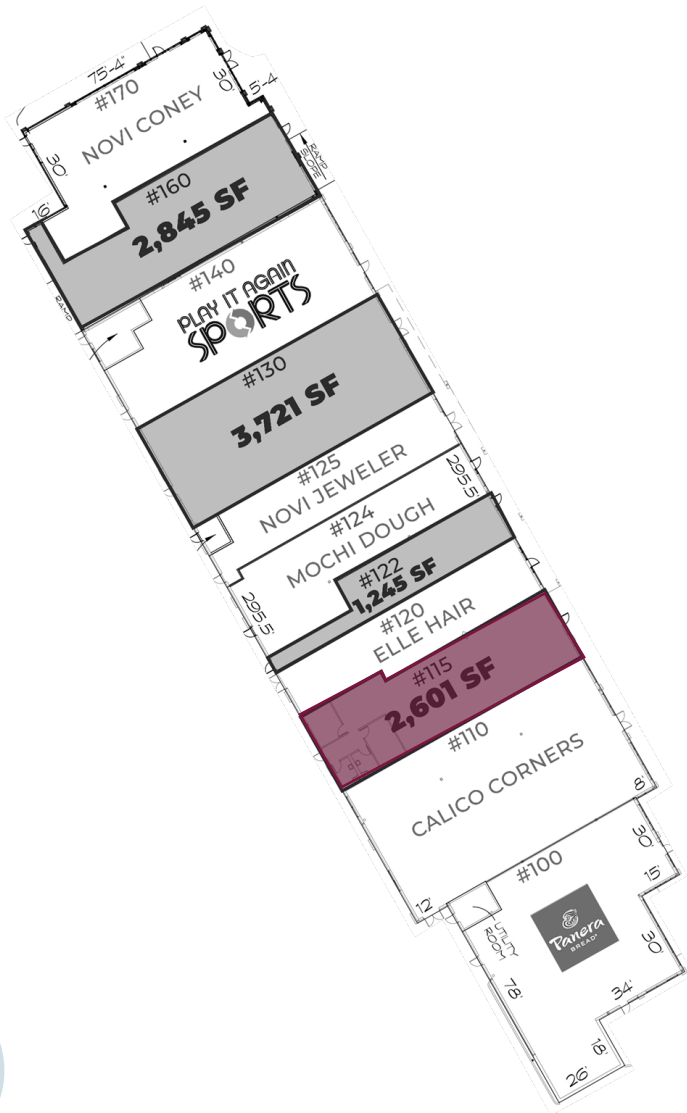 75'-4"
#170
30'
5'-4
NOVI CONEY
30'
RAMP
SLOPE
#160
16'
2,845 SF
#140
RAMP
PLAY IT AGAIN
SPORTS
#130
3,721 SF
#125
NOVI JEWELER
295.5'
#124
MOCHI DOUGH
#122
1,245 SF
295.5'
#120
ELLE HAIR
#115
2,601 SF
#110
CALICO CORNERS
8'
30'
#100
15'
12'
UTILITY
ROOM
Panera
BREAD®
30'
78'
34'
18'
26'